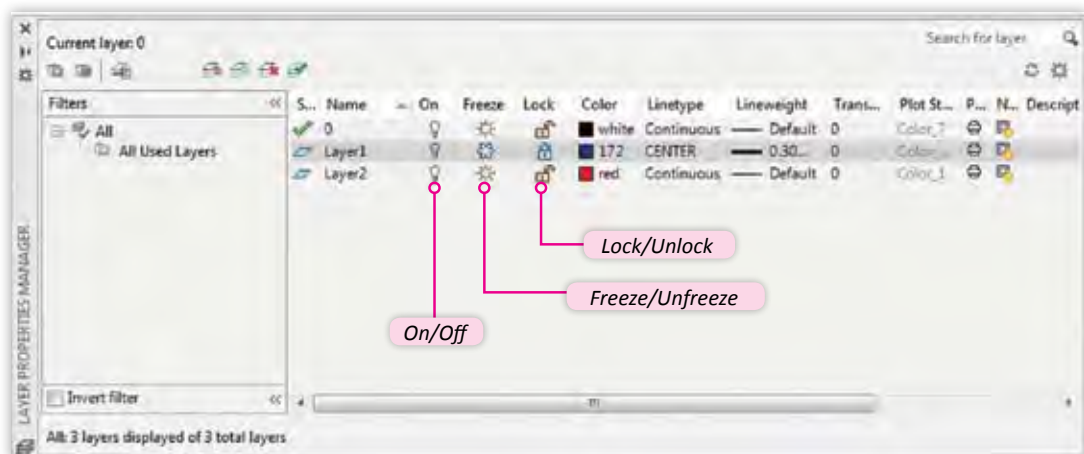 Current layer: 0
Search for layer
Filters
S... Name On Freeze Lock Color Linetype Lineweight Trans... Plot St... P... N... Descript
All
All Used Layers
0 white Continuous Default 0 Color_7
Layer1 172 CENTER 0.30... 0 Color_...
Layer2 red Continuous Default 0 Color_1
Lock/Unlock
Freeze/Unfreeze
On/Off
LAYER PROPERTIES MANAGER
Invert filter
All: 3 layers displayed of 3 total layers